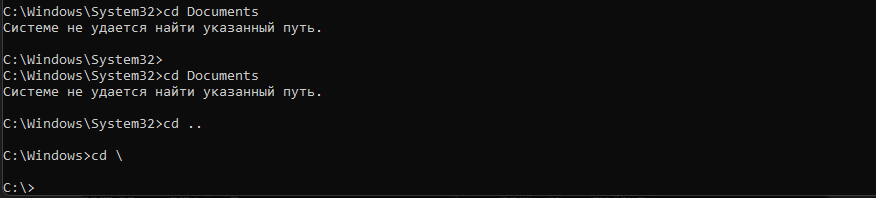 C:\Windows\System32>cd Documents
Системе не удается найти указанный путь.
C:\Windows\System32>
C:\Windows\System32>cd Documents
Системе не удается найти указанный путь.
C:\Windows\System32>cd ..
C:\Windows>cd \
C:\>